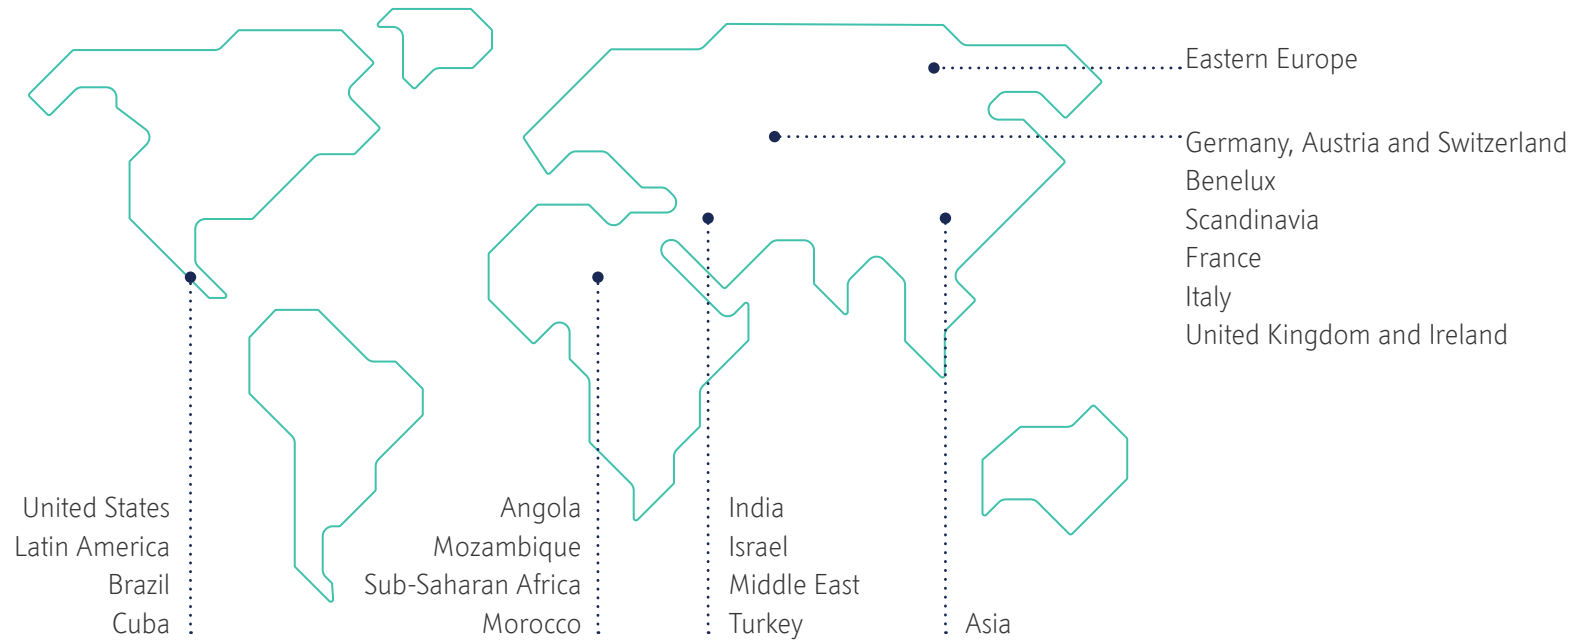 Eastern Europe
Germany, Austria and Switzerland
Benelux
Scandinavia
France
Italy
United Kingdom and Ireland
United States
Latin America
Brazil
Cuba
Angola
Mozambique
Sub-Saharan Africa
Morocco
India
Israel
Middle East
Turkey
Asia